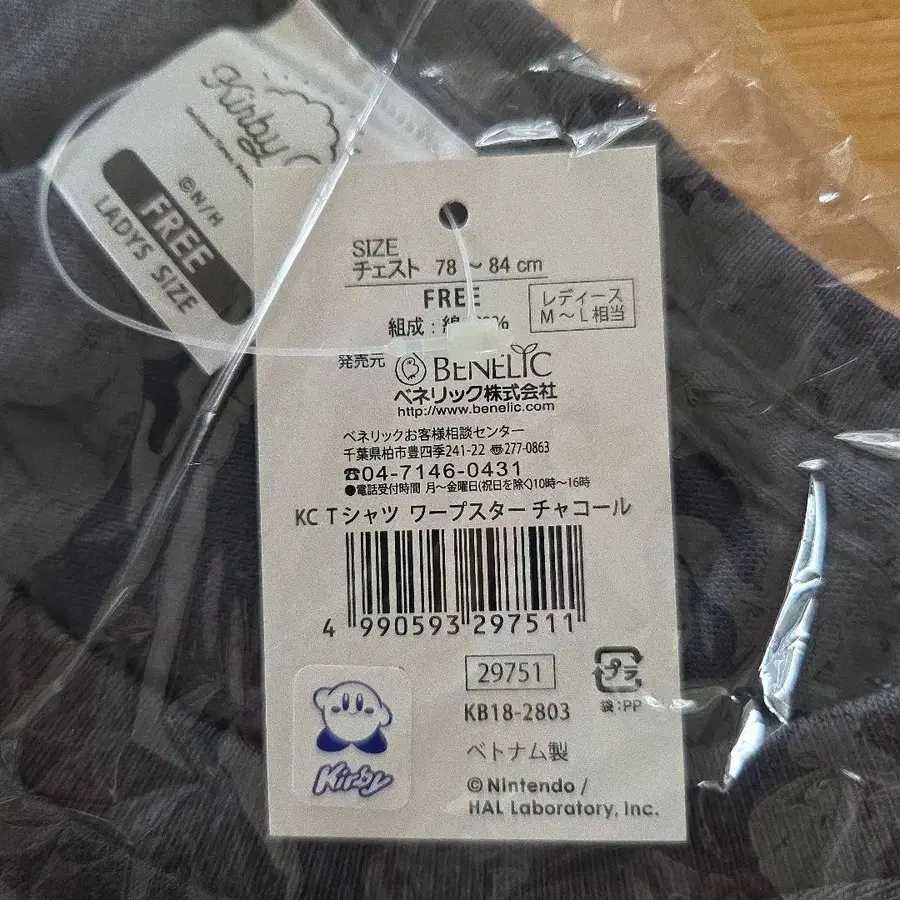 Kirby
©N/H
FREE
LADYS SIZE
SIZE
チェスト 78～84cm
FREE
レディース
M～L相当
組成：綿
発売元 BENELIC
ベネリック株式会社
http://www.benelic.com
ベネリックお客様相談センター
千葉県柏市豊四季241-22 〠277-0863
☎04-7146-0431
●電話受付時間 月～金曜日(祝日を除く)10時～16時
KC Tシャツ ワープスター チャコール
4 990593 297511
29751
プラ
袋:PP
KB18-2803
Kirby
ベトナム製
©Nintendo /
HAL Laboratory, Inc.